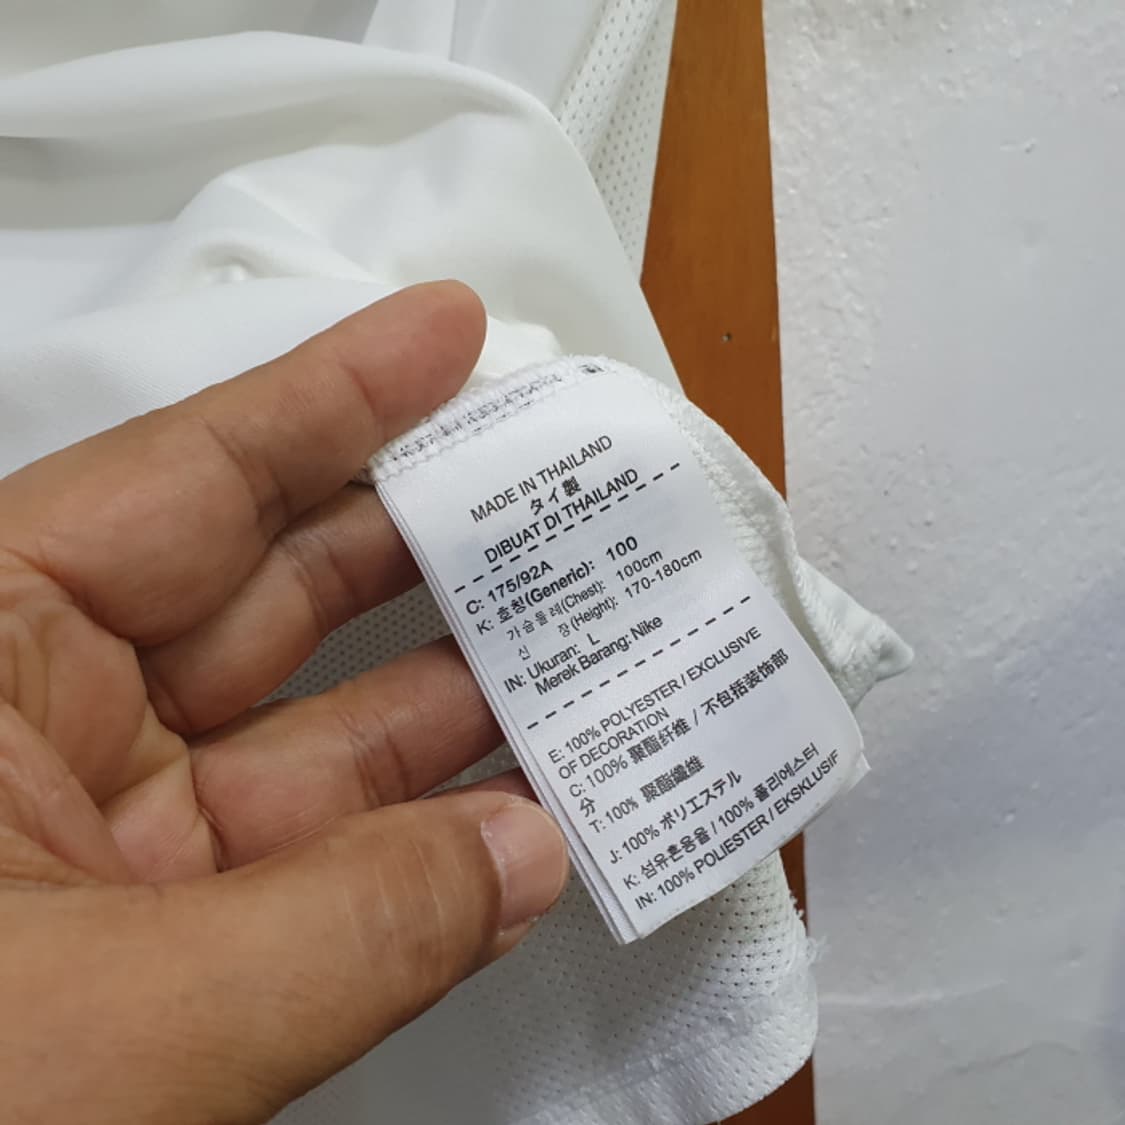 MADE IN THAILAND
タイ製
DIBUAT DI THAILAND
C: 175/92A
K: 호칭(Generic): 100
가슴둘레(Chest): 100cm
신 장(Height): 170-180cm
IN: Ukuran: L
Merek Barang: Nike
E: 100% POLYESTER / EXCLUSIVE
OF DECORATION
C: 100% 聚酯纤维 / 不包括装饰部
分
T: 100% 聚酯纖維
J: 100% ポリエステル
K: 섬유혼용율 / 100% 폴리에스터
IN: 100% POLIESTER / EKSKLUSIF